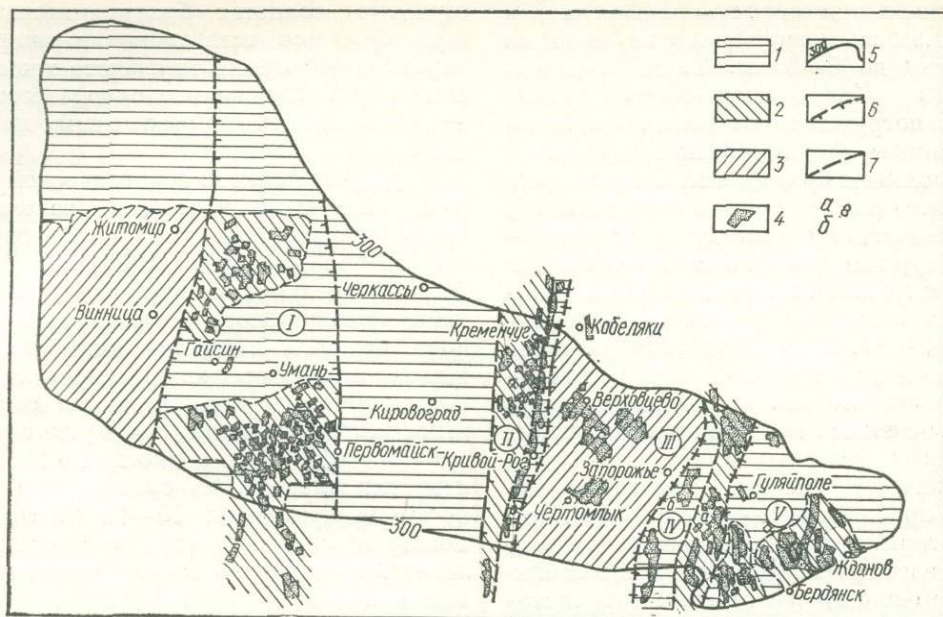 1
300 5
2
6
3
7
4
а, в
б
Житомир
300
Винница
I
Черкассы
Кременчуг
Кобеляки
Гайсин
Умань
Кировоград
Верховцево
II
III
Первомайск
Кривой Рог
Запорожье
Гуляйполе
Чертомлык
б
IV
V
300
Жданов
Бердянск